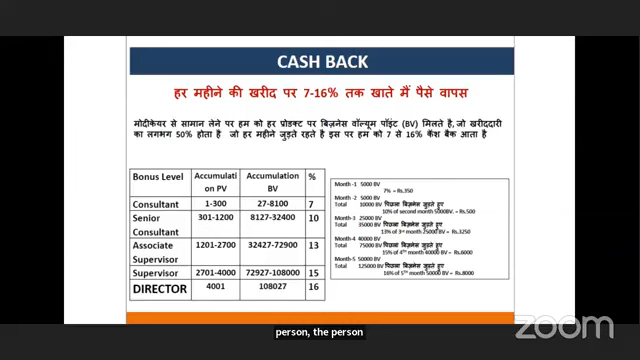 CASH BACK
हर महीने की खरीद पर 7-16% तक खाते में पैसे वापस
मोदीकेयर से सामान लेने पर हम को हर प्रोडक्ट पर बिज़नेस वॉल्यूम पॉइंट (BV) मिलते है, जो खरीददारी
का लगभग 50% होता है जो हर महीने जुड़ते रहते है इस पर हम को 7 से 16% कैश बैक आता है
Bonus Level Accumulati on PV Accumulation BV %
Consultant 1-300 27-8100 7
Senior Consultant 301-1200 8127-32400 10
Associate Supervisor 1201-2700 32427-72900 13
Supervisor 2701-4000 72927-108000 15
DIRECTOR 4001 108027 16
Month -1 5000 BV
7% = Rs.350
Month -2 5000 BV
Total 10000 BV पिछला बिज़नेस जुड़ते हुए
10% of second month 5000BV. = Rs.500
Month-3 25000 BV
Total 35000 BV पिछला बिज़नेस जुड़ते हुए
13% of 3rd month 25000 BV = Rs.3250
Month-4 40000 BV
Total 75000 BV पिछला बिज़नेस जुड़ते हुए
15% of 4TH month 40000 BV = Rs.6000
Month-5 50000 BV
Total 125000 BV पिछला बिज़नेस जुड़ते हुए
16% of 5TH month 50000 BV = Rs.8000
zoom
person, the person